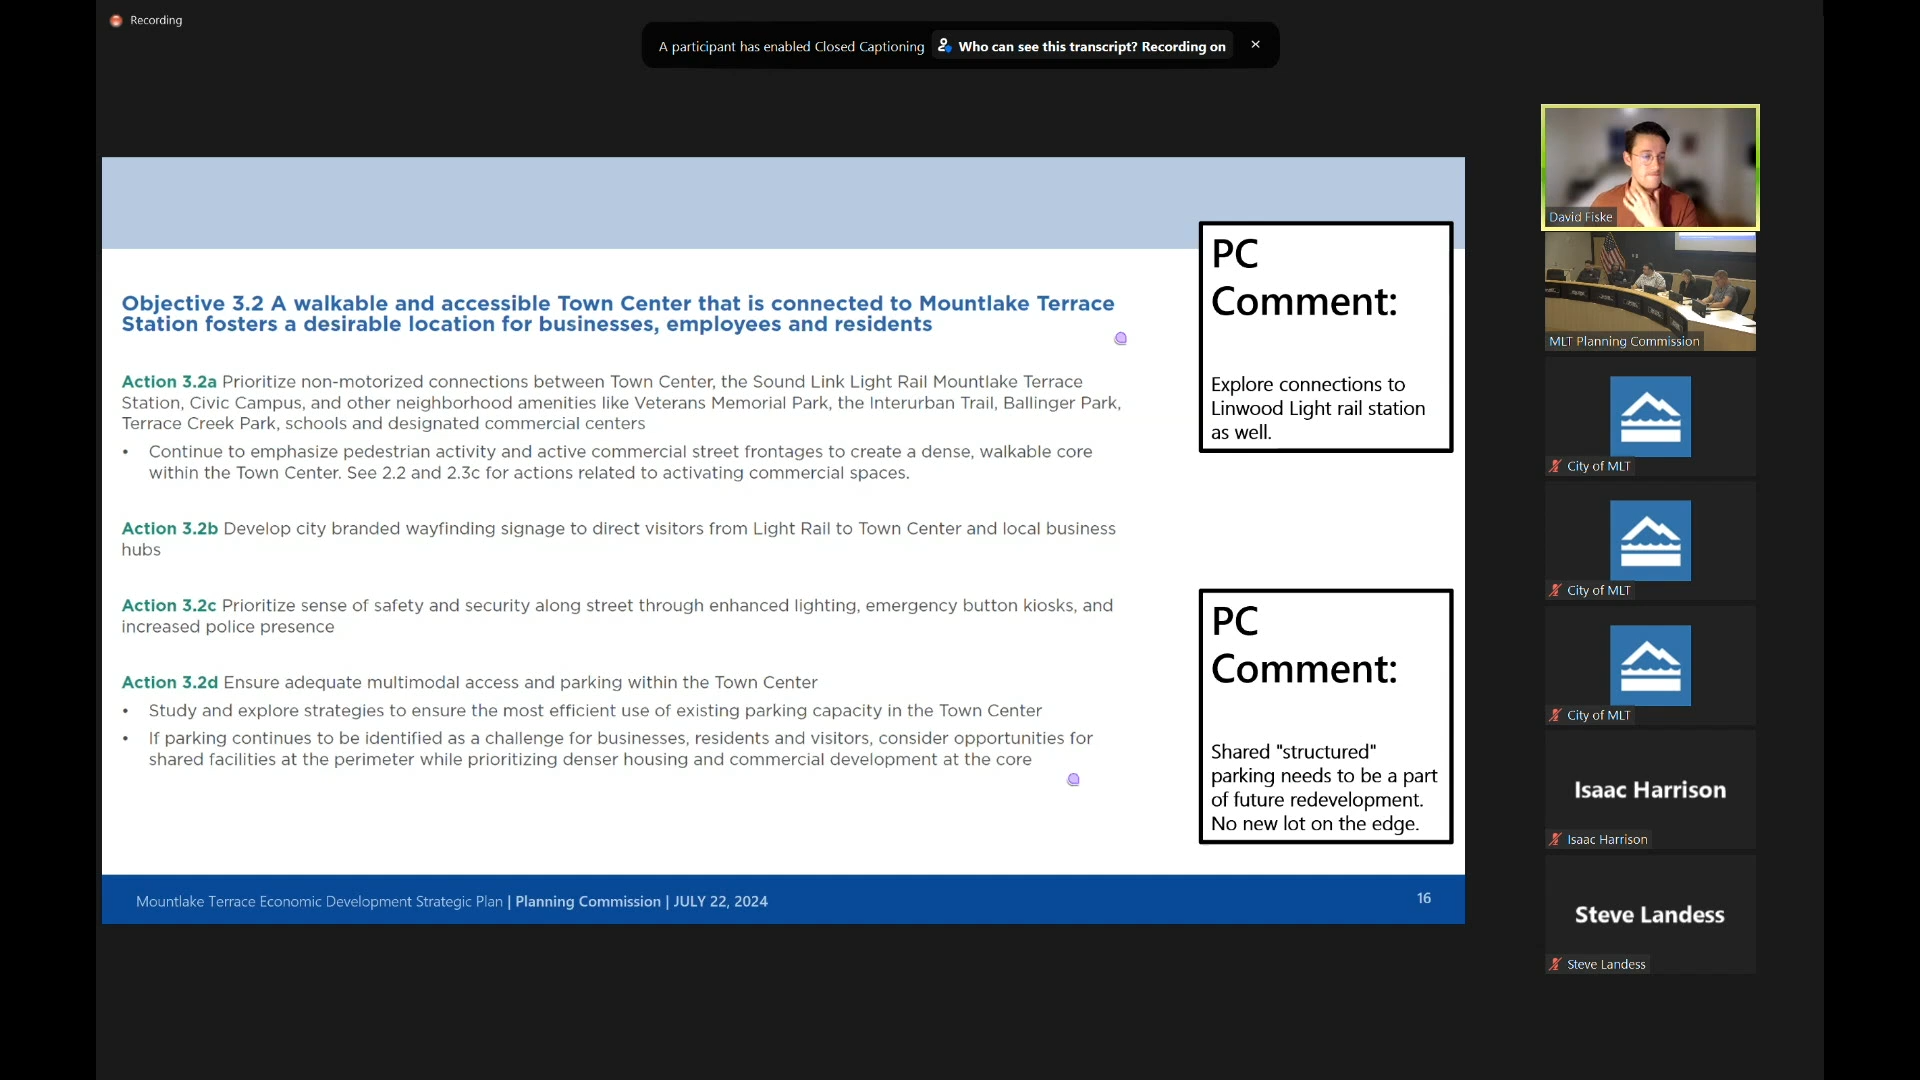 Recording
A participant has enabled Closed Captioning Who can see this transcript? Recording on
PC
Comment:
Explore connections to
Linwood Light rail station
as well.
Objective 3.2 A walkable and accessible Town Center that is connected to Mountlake Terrace
Station fosters a desirable location for businesses, employees and residents
Action 3.2a Prioritize non-motorized connections between Town Center, the Sound Link Light Rail Mountlake Terrace
Station, Civic Campus, and other neighborhood amenities like Veterans Memorial Park, the Interurban Trail, Ballinger Park,
Terrace Creek Park, schools and designated commercial centers
• Continue to emphasize pedestrian activity and active commercial street frontages to create a dense, walkable core
within the Town Center. See 2.2 and 2.3c for actions related to activating commercial spaces.
Action 3.2b Develop city branded wayfinding signage to direct visitors from Light Rail to Town Center and local business
hubs
Action 3.2c Prioritize sense of safety and security along street through enhanced lighting, emergency button kiosks, and
increased police presence
Action 3.2d Ensure adequate multimodal access and parking within the Town Center
• Study and explore strategies to ensure the most efficient use of existing parking capacity in the Town Center
• If parking continues to be identified as a challenge for businesses, residents and visitors, consider opportunities for
shared facilities at the perimeter while prioritizing denser housing and commercial development at the core
PC
Comment:
Shared "structured"
parking needs to be a part
of future redevelopment.
No new lot on the edge.
Mountlake Terrace Economic Development Strategic Plan | Planning Commission | JULY 22, 2024
16
David Fiske
MLT Planning Commission
City of MLT
City of MLT
City of MLT
Isaac Harrison
Isaac Harrison
Steve Landess
Steve Landess